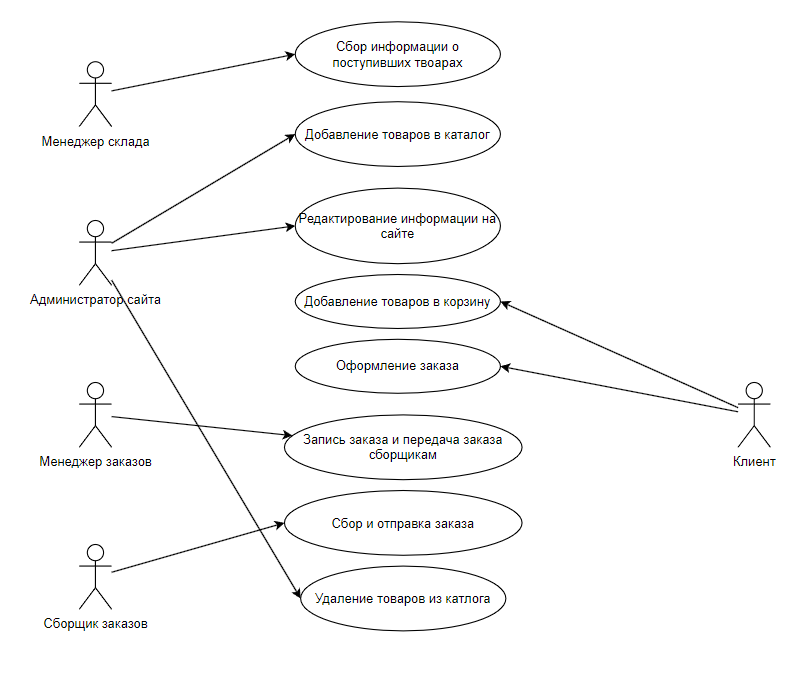 Сбор информации о
поступивших твоарах
Менеджер склада
Добавление товаров в каталог
Редактирование информации на
сайте
Администратор сайта
Добавление товаров в корзину
Оформление заказа
Запись заказа и передача заказа
сборщикам
Менеджер заказов
Клиент
Сбор и отправка заказа
Удаление товаров из катлога
Сборщик заказов